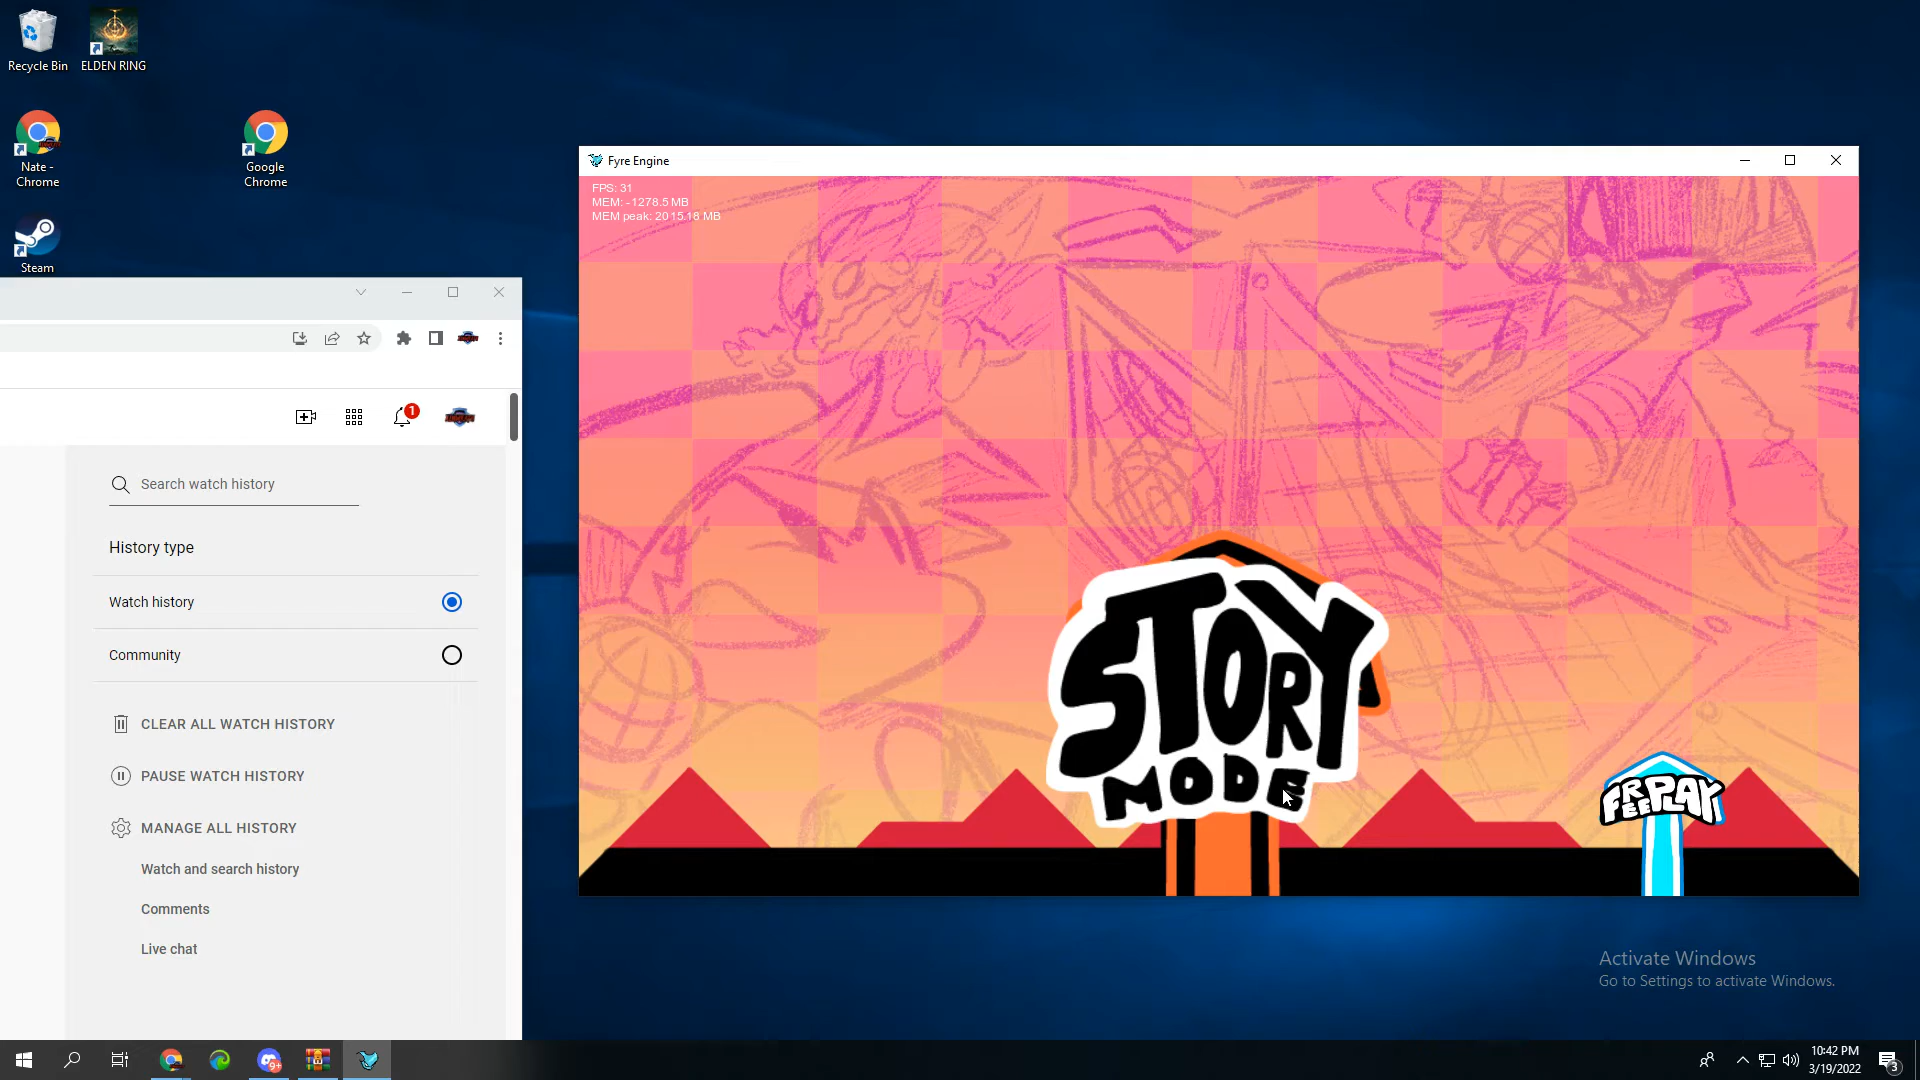 Recycle Bin
ELDEN RING
Nate -
Chrome
Google
Chrome
Steam
1
Search watch history
History type
Watch history
Community
CLEAR ALL WATCH HISTORY
PAUSE WATCH HISTORY
MANAGE ALL HISTORY
Watch and search history
Comments
Live chat
Fyre Engine
FPS: 31
MEM: -1278.5 MB
MEM peak: 2015.18 MB
STORY
MODE
FREEPLAY
Activate Windows
Go to Settings to activate Windows.
9+
10:42 PM
3/19/2022
3